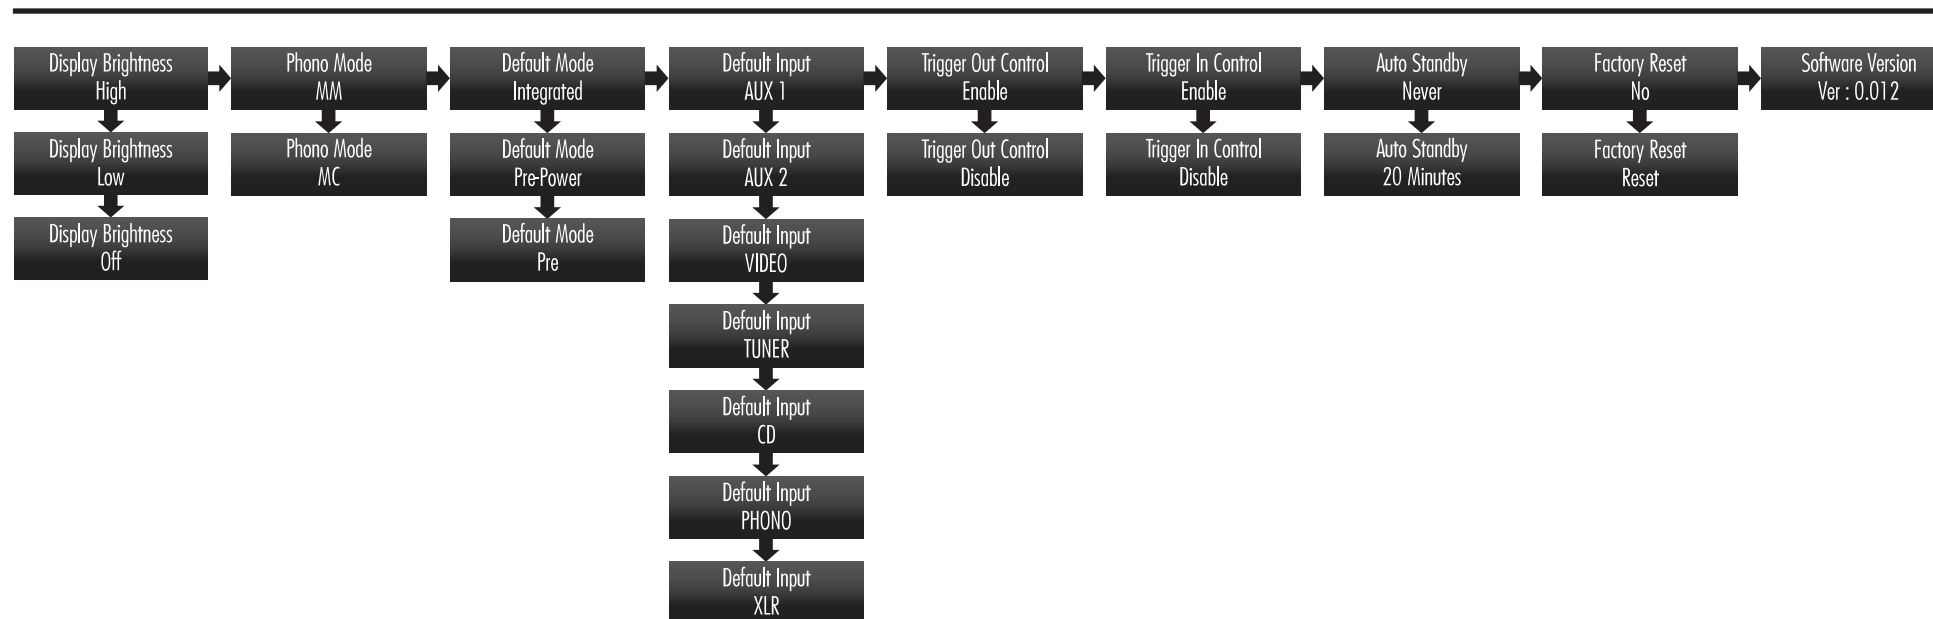 Display Brightness
High
Phono Mode
MM
Default Mode
Integrated
Default Input
AUX 1
Trigger Out Control
Enable
Trigger In Control
Enable
Auto Standby
Never
Factory Reset
No
Software Version
Ver : 0.012
Display Brightness
Low
Phono Mode
MC
Default Mode
Pre-Power
Default Input
AUX 2
Trigger Out Control
Disable
Trigger In Control
Disable
Auto Standby
20 Minutes
Factory Reset
Reset
Display Brightness
Off
Default Mode
Pre
Default Input
VIDEO
Default Input
TUNER
Default Input
CD
Default Input
PHONO
Default Input
XLR